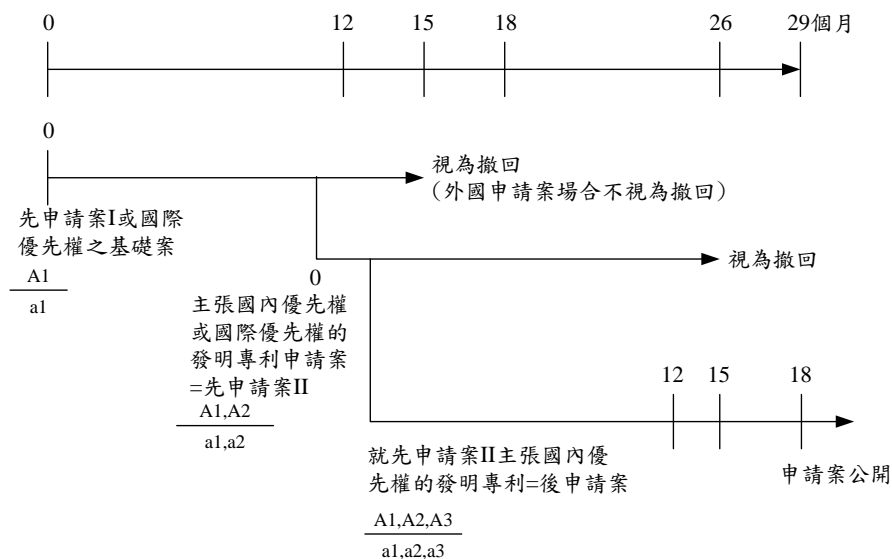 0 12 15 18 26 29個月
0
視為撤回
(外國申請案場合不視為撤回)
先申請案I或國際
優先權之基礎案
A1
a1
視為撤回
0
主張國內優先權
或國際優先權的
發明專利申請案
=先申請案II
A1,A2
a1,a2
12 15 18
就先申請案II主張國內優
先權的發明專利=後申請案
申請案公開
A1,A2,A3
a1,a2,a3